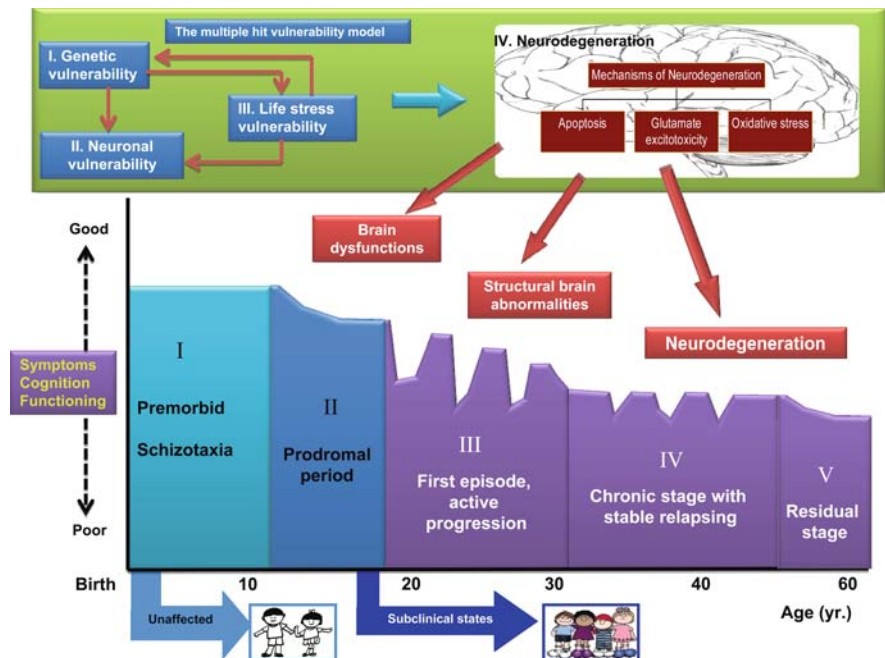 The multiple hit vulnerability model
I. Genetic
vulnerability
III. Life stress
vulnerability
II. Neuronal
vulnerability
IV. Neurodegeneration
Mechanisms of Neurodegeneration
Apoptosis
Glutamate
excitotoxicity
Oxidative stress
Brain
dysfunctions
Structural brain
abnormalities
Neurodegeneration
Good
Symptoms
Cognition
Functioning
Poor
I
Premorbid
Schizotaxia
II
Prodromal
period
III
First episode,
active
progression
IV
Chronic stage with
stable relapsing
V
Residual
stage
Birth 10 20 30 40 60
Age (yr.)
Unaffected
Subclinical states